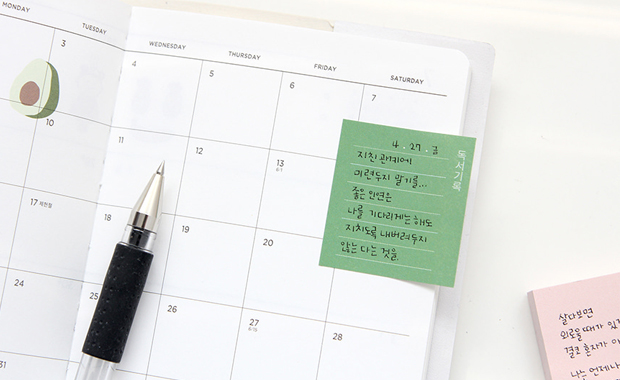 MONDAY
TUESDAY
WEDNESDAY
THURSDAY
FRIDAY
SATURDAY
3
4
5
6
7
10
11
12
13
6/1
17 제헌절
18
19
20
24
25
26
27
6/16
28
31
독서기록
4. 27. 금
지친 관계에
미련두지 말기를...
좋은 인연은
나를 기다리게는 해도
지치도록 내버려두지
않는 다는 것을.
살다보면
외로울때가 있
결코 혼자가 아
나는 언제나